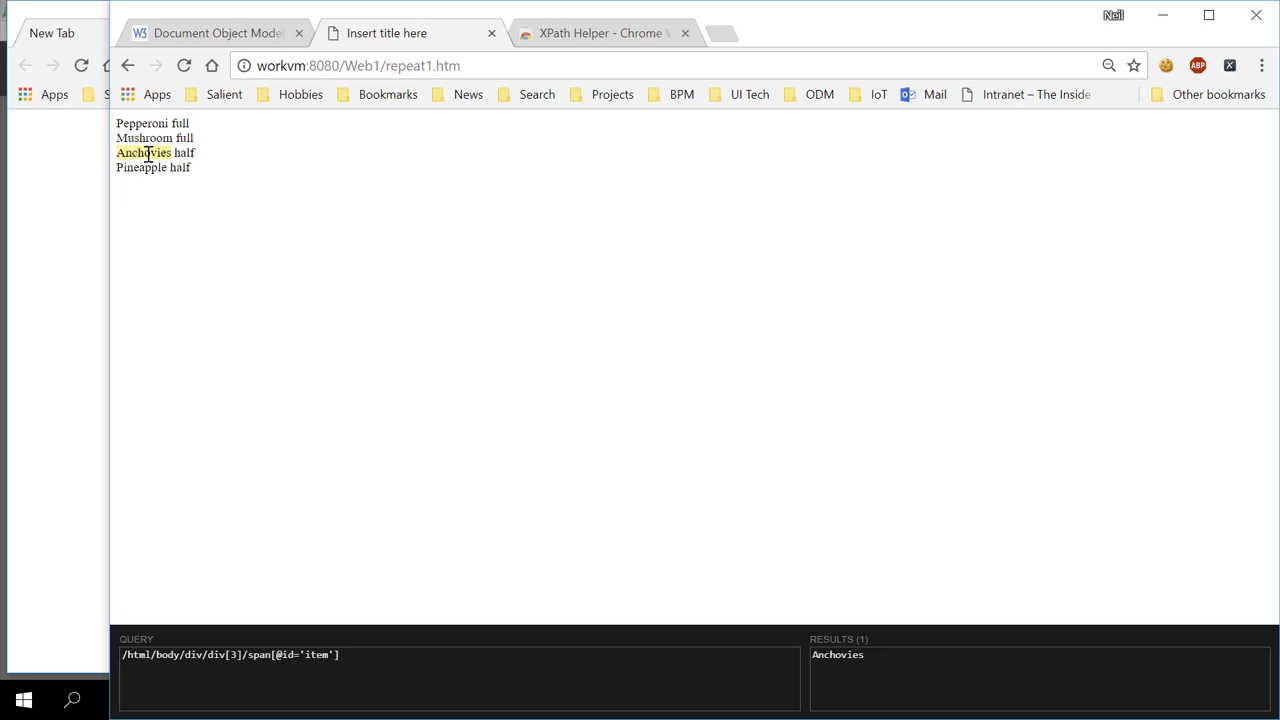 New Tab
Document Object Model
Insert title here
XPath Helper - Chrome W
Neil
workvm:8080/Web1/repeat1.htm
ABP
X
Apps
S
Apps
Salient
Hobbies
Bookmarks
News
Search
Projects
BPM
UI Tech
ODM
IoT
Mail
Intranet – The Inside
Other bookmarks
Pepperoni full
Mushroom full
Anchovies half
Pineapple half
QUERY
RESULTS (1)
/html/body/div/div[3]/span[@id='item']
Anchovies